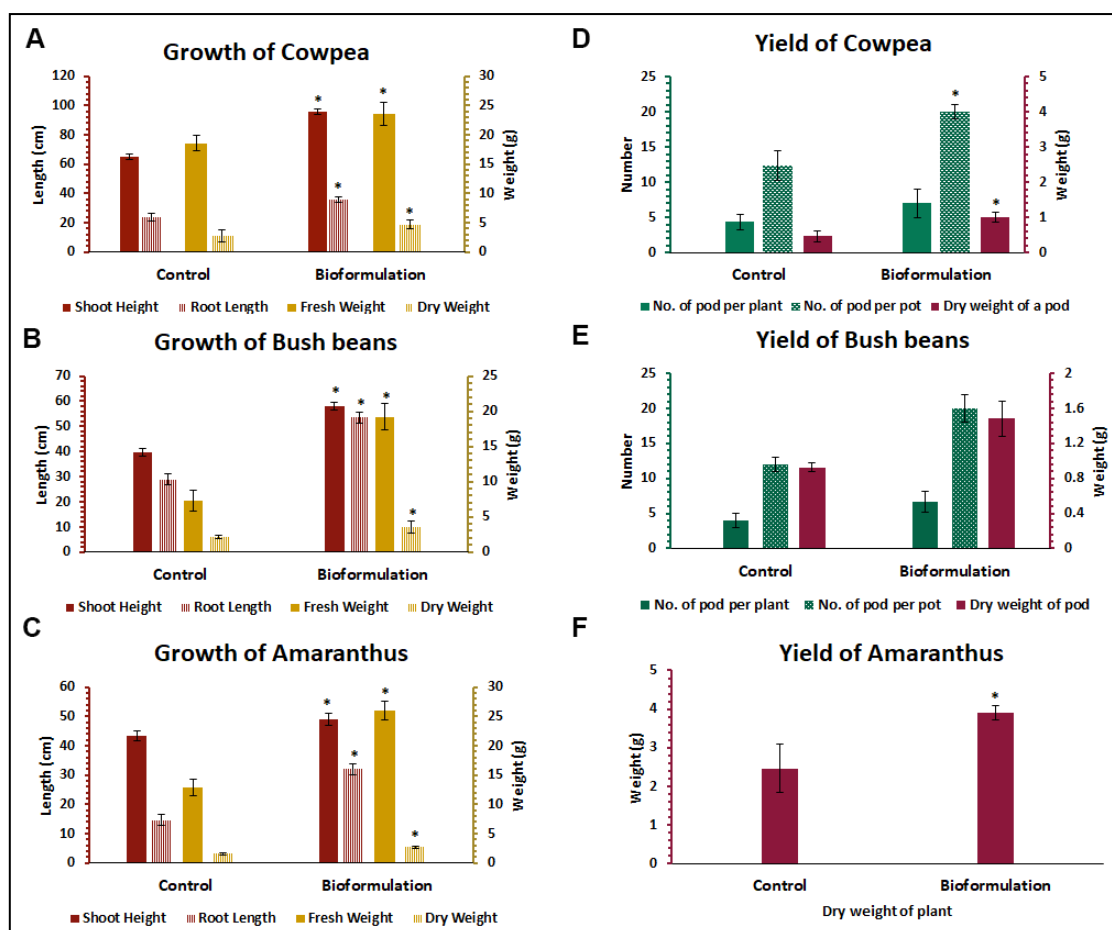 A
Growth of Cowpea
120
100
80
60
40
20
0
Length (cm)
30
25
20
15
10
5
0
Weight (g)
* * * *
Control Bioformulation
Shoot Height Root Length Fresh Weight Dry Weight
B
Growth of Bush beans
70
60
50
40
30
20
10
0
Length (cm)
25
20
15
10
5
0
Weight (g)
* * * *
Control Bioformulation
Shoot Height Root Length Fresh Weight Dry Weight
C
Growth of Amaranthus
60
50
40
30
20
10
0
Length (cm)
30
25
20
15
10
5
0
Weight (g)
* * * *
Control Bioformulation
Shoot Height Root Length Fresh Weight Dry Weight
D
Yield of Cowpea
25
20
15
10
5
0
Number
5
4
3
2
1
0
Weight (g)
* *
Control Bioformulation
No. of pod per plant No. of pod per pot Dry weight of a pod
E
Yield of Bush beans
25
20
15
10
5
0
Number
2
1.6
1.2
0.8
0.4
0
Weight (g)
Control Bioformulation
No. of pod per plant No. of pod per pot Dry weight of pod
F
Yield of Amaranthus
5
4
3
2
1
0
Weight (g)
*
Control Bioformulation
Dry weight of plant